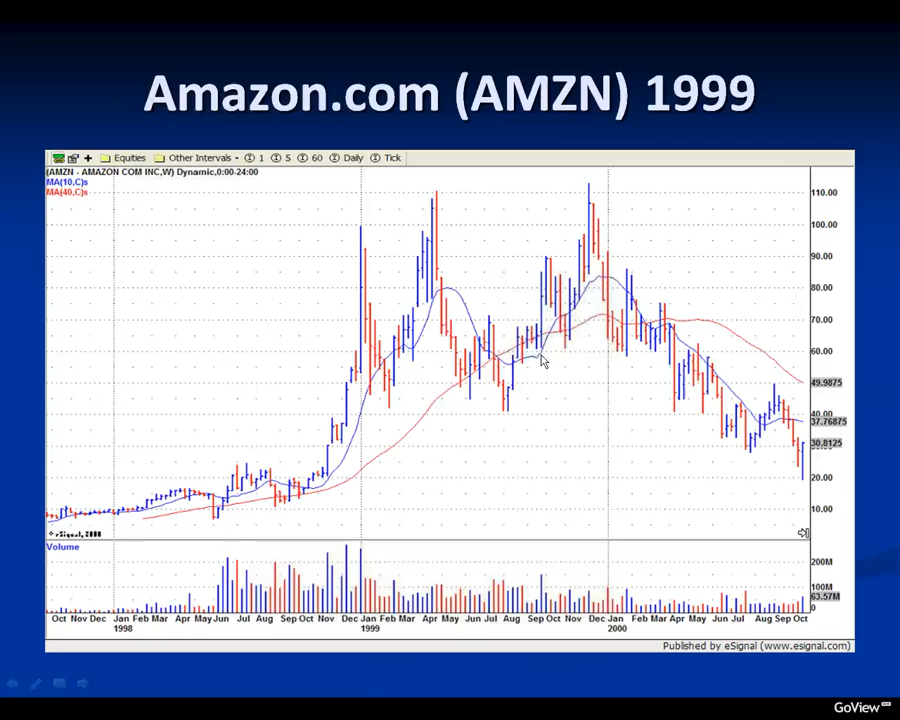 Amazon.com (AMZN) 1999
Equities Other Intervals 1 5 60 Daily Tick
(AMZN - AMAZON COM INC,W) Dynamic,0:00-24:00
MA(10,C)s
MA(40,C)s
110.00
100.00
90.00
80.00
70.00
60.00
49.9875
40.00
37.76875
30.8125
20.00
10.00
eSignal, 2000
Volume
200M
100M
63.57M
0
Oct Nov Dec Feb Mar Apr May Jun Jul Aug Sep Oct Nov Dec Feb Mar Apr May Jun Jul Aug Sep Oct Nov Dec Jan Feb Mar Apr May Jun Jul Aug Sep Oct
1998 1999 2000
Published by eSignal (www.esignal.com)
GoView